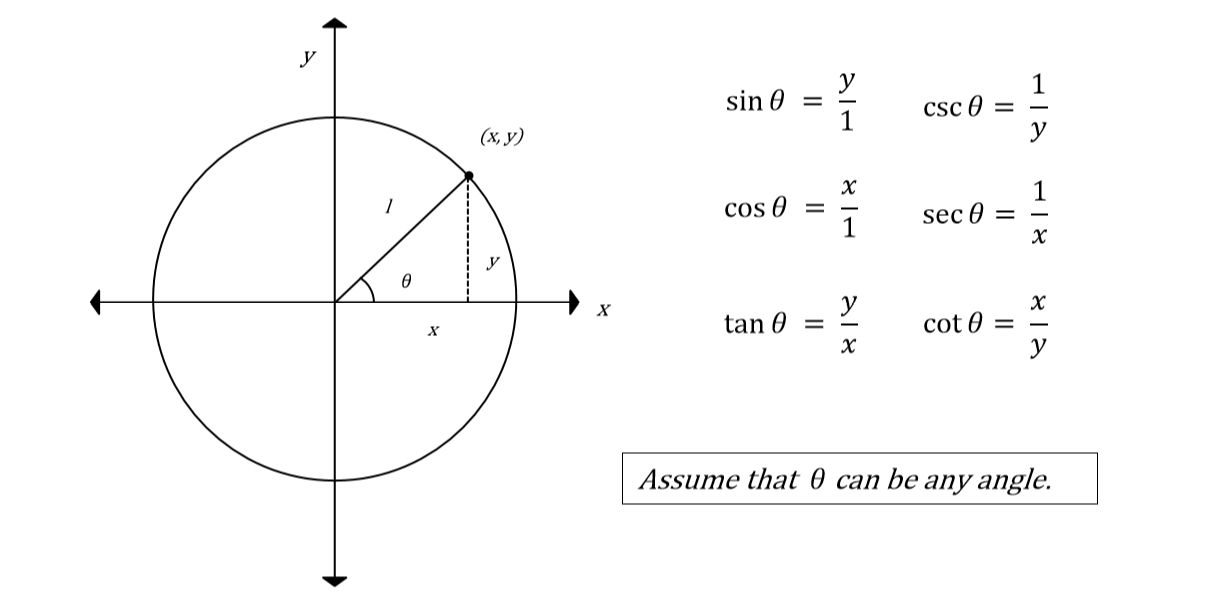 y
(x, y)
1
θ
y
x
x
sin θ = y/1
csc θ = 1/y
cos θ = x/1
sec θ = 1/x
tan θ = y/x
cot θ = x/y
Assume that θ can be any angle.